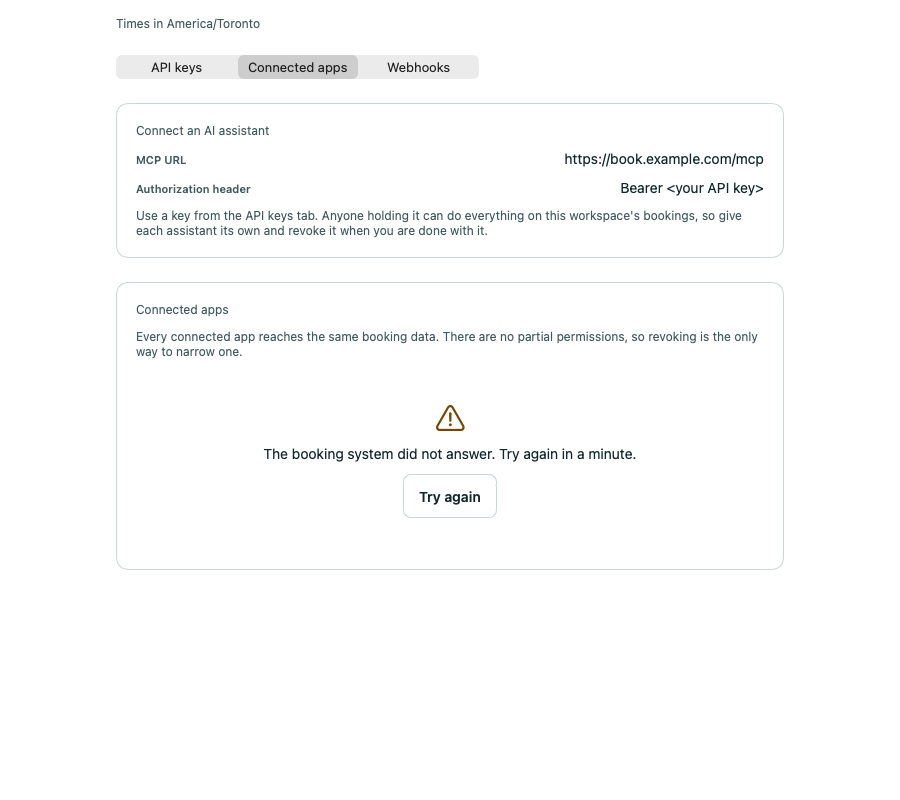 Times in America/Toronto
API keys
Connected apps
Webhooks
Connect an AI assistant
MCP URL
https://book.example.com/mcp
Authorization header
Bearer <your API key>
Use a key from the API keys tab. Anyone holding it can do everything on this workspace's bookings, so give
each assistant its own and revoke it when you are done with it.
Connected apps
Every connected app reaches the same booking data. There are no partial permissions, so revoking is the only
way to narrow one.
The booking system did not answer. Try again in a minute.
Try again